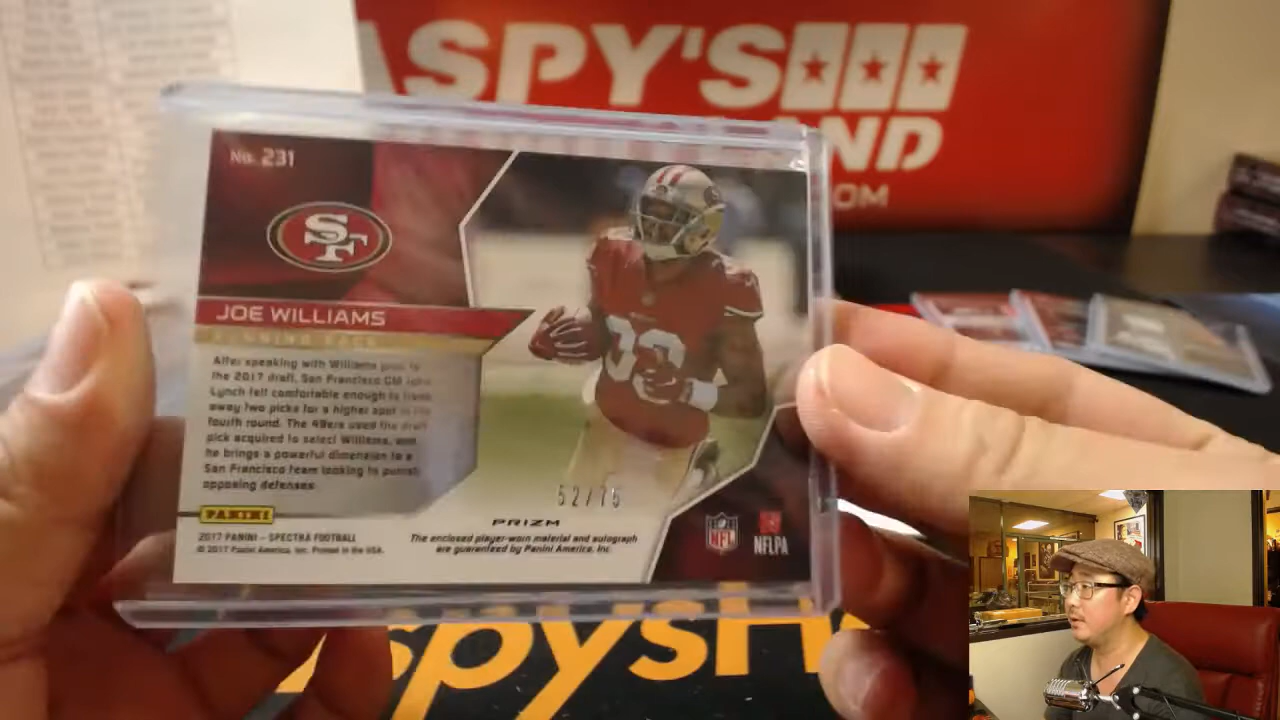 ASPY'S
AND
OM
No. 231
SF
JOE WILLIAMS
RUNNING BACK
After speaking with Williams prior to
the 2017 draft, San Francisco GM John
Lynch felt comfortable enough to trade
away two picks for a higher spot in the
fourth round. The 49ers used the draft
pick acquired to select Williams, and
he brings a powerful dimension to a
San Francisco team looking to punish
opposing defenses.
52/75
PANINI
PRIZM
2017 PANINI - SPECTRA FOOTBALL
© 2017 Panini America, Inc. Printed in the USA.
The enclosed player-worn material and autograph
are guaranteed by Panini America, Inc.
NFL
NFLPA
spysH